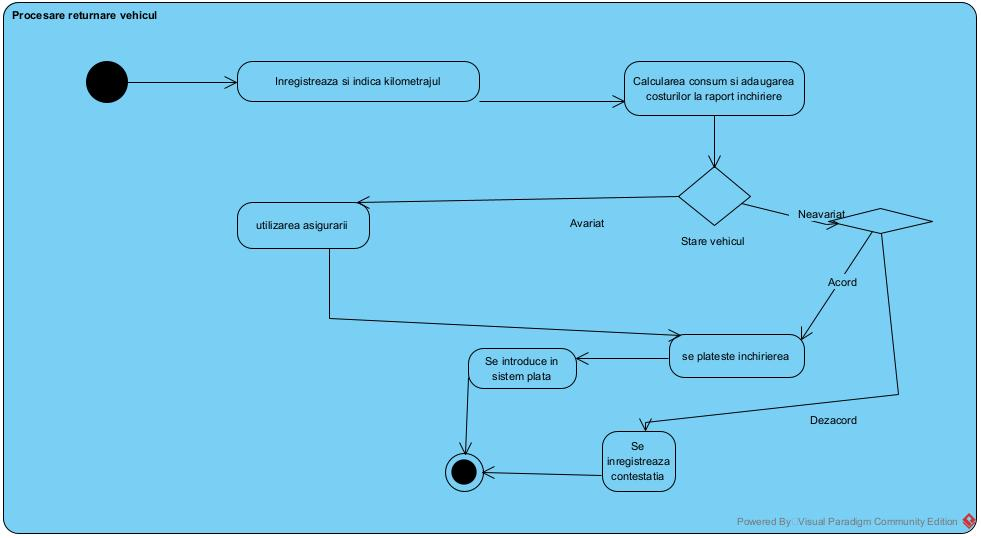 Procesare returnare vehicul
Inregistreaza si indica kilometrajul
Calcularea consum si adaugarea
costurilor la raport inchiriere
Neavariat
utilizarea asigurarii
Avariat
Stare vehicul
Acord
se plateste inchirierea
Se introduce in
sistem plata
Dezacord
Se
inregistreaza
contestatia
Powered By Visual Paradigm Community Edition